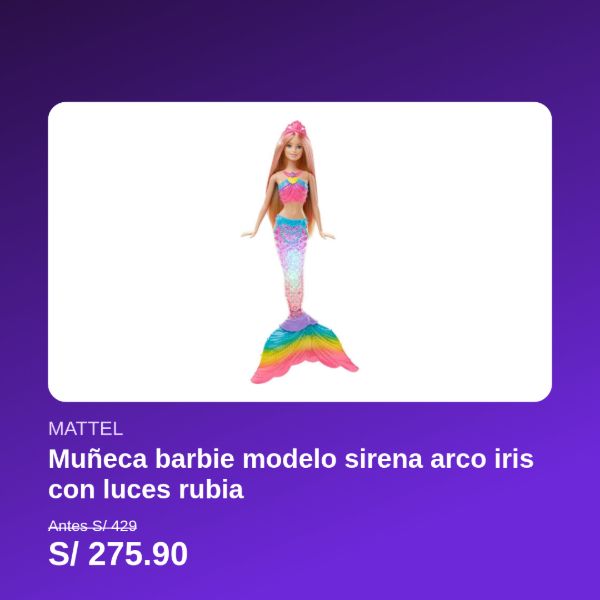 MATTEL
Muñeca barbie modelo sirena arco iris
con luces rubia
Antes S/ 429
S/ 275.90